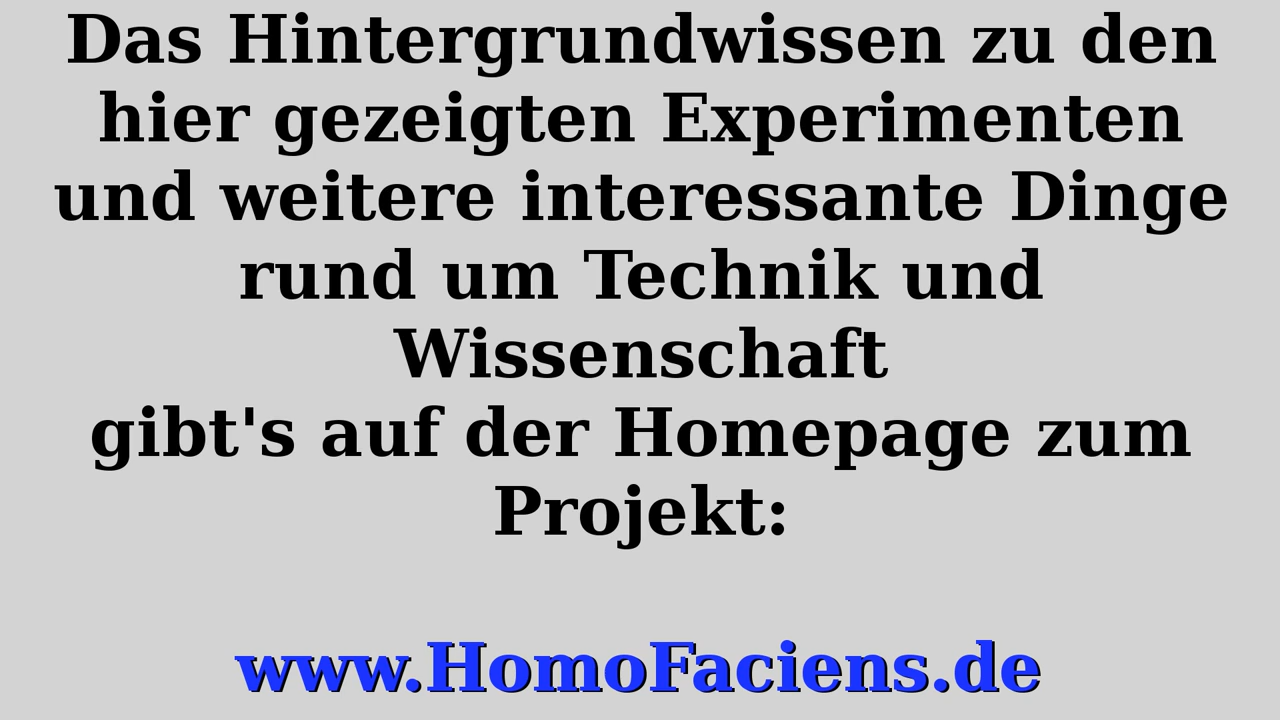 Das Hintergrundwissen zu den
hier gezeigten Experimenten
und weitere interessante Dinge
rund um Technik und
Wissenschaft
gibt's auf der Homepage zum
Projekt:
www.HomoFaciens.de